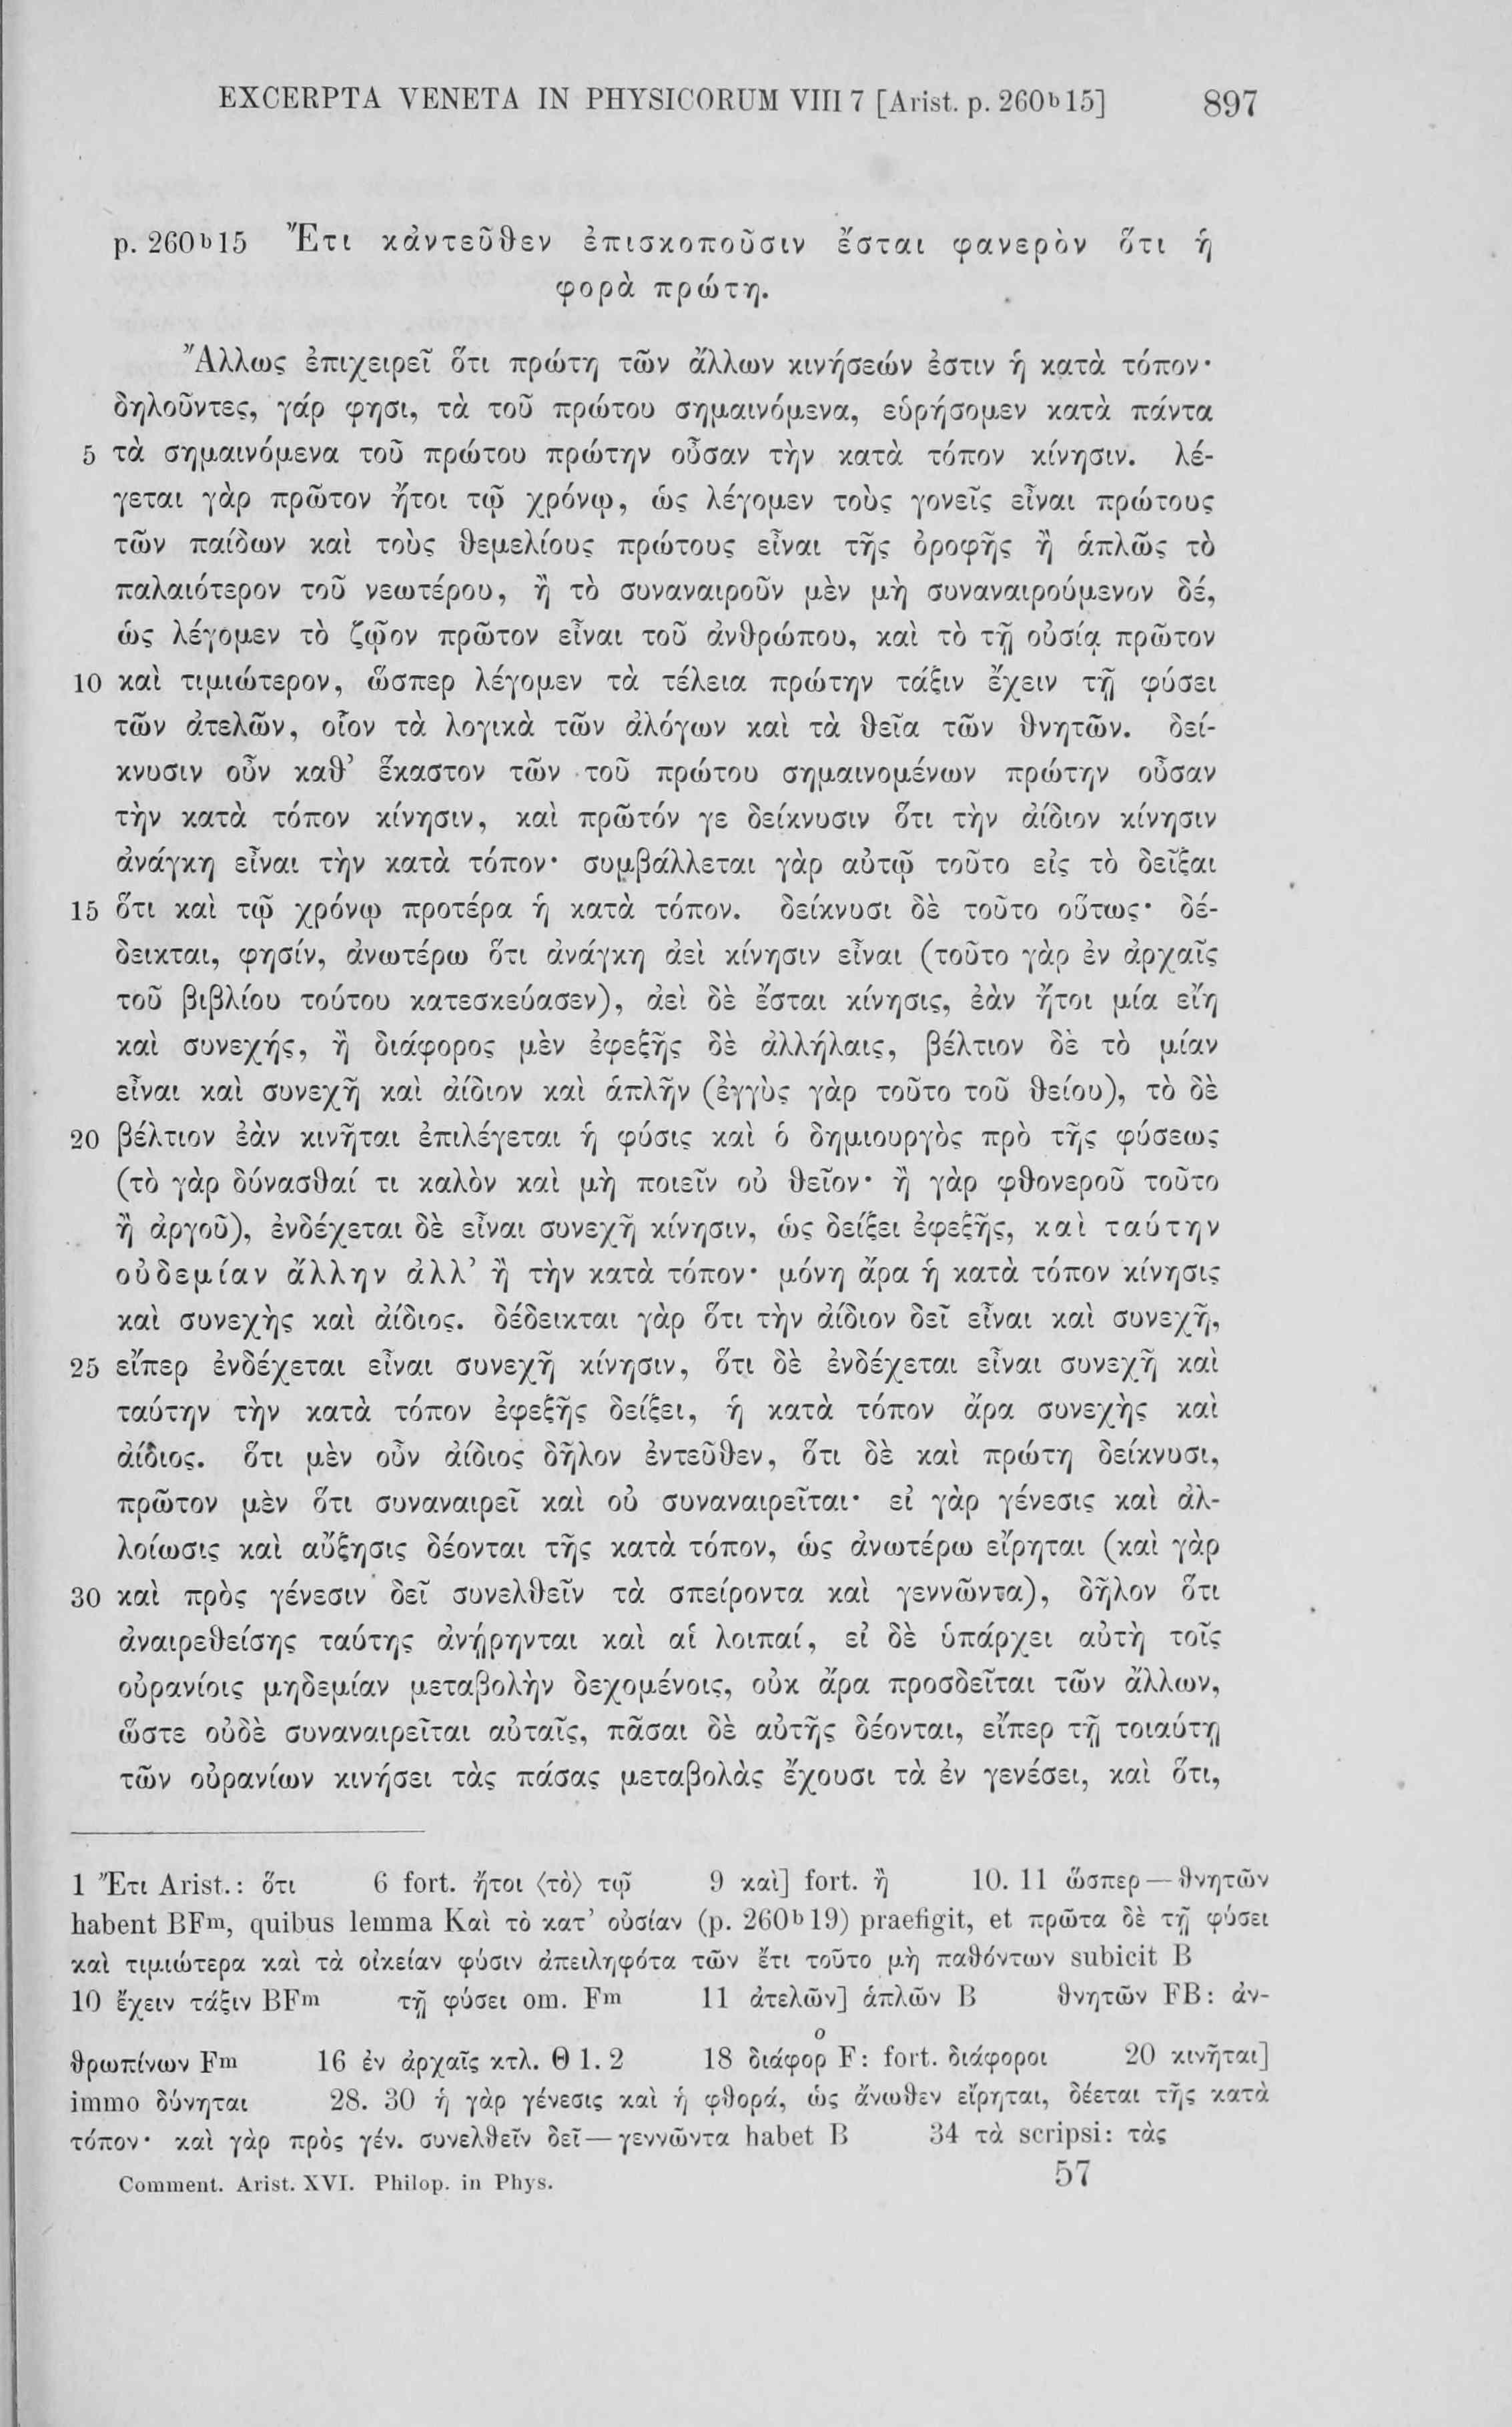 EXCERPTA VENETA IN PHYSICORUM VIII 7 [Arist. p. 260ᵇ15] 897
p. 260ᵇ15 Ἔτι κἀντεῦθεν ἐπισκοποῦσιν ἔσται φανερὸν ὅτι ἡ
φορὰ πρώτη.
Ἄλλως ἐπιχειρεῖ ὅτι πρώτη τῶν ἄλλων κινήσεών ἐστιν ἡ κατὰ τόπον·
δηλοῦντες, γάρ φησι, τὰ τοῦ πρώτου σημαινόμενα, εὑρήσομεν κατὰ πάντα
5 τὰ σημαινόμενα τοῦ πρώτου πρώτην οὖσαν τὴν κατὰ τόπον κίνησιν. λέ-
γεται γὰρ πρῶτον ἤτοι τῷ χρόνῳ, ὡς λέγομεν τοὺς γονεῖς εἶναι πρώτους
τῶν παίδων καὶ τοὺς θεμελίους πρώτους εἶναι τῆς ὀροφῆς ἢ ἁπλῶς τὸ
παλαιότερον τοῦ νεωτέρου, ἢ τὸ συναναιροῦν μὲν μὴ συναναιρούμενον δέ,
ὡς λέγομεν τὸ ζῷον πρῶτον εἶναι τοῦ ἀνθρώπου, καὶ τὸ τῇ οὐσίᾳ πρῶτον
10 καὶ τιμιώτερον, ὥσπερ λέγομεν τὰ τέλεια πρώτην τάξιν ἔχειν τῇ φύσει
τῶν ἀτελῶν, οἷον τὰ λογικὰ τῶν ἀλόγων καὶ τὰ θεῖα τῶν θνητῶν. δεί-
κνυσιν οὖν καθ’ ἕκαστον τῶν τοῦ πρώτου σημαινομένων πρώτην οὖσαν
τὴν κατὰ τόπον κίνησιν, καὶ πρῶτόν γε δείκνυσιν ὅτι τὴν ἀίδιον κίνησιν
ἀνάγκη εἶναι τὴν κατὰ τόπον· συμβάλλεται γὰρ αὐτῷ τοῦτο εἰς τὸ δεῖξαι
15 ὅτι καὶ τῷ χρόνῳ προτέρα ἡ κατὰ τόπον. δείκνυσι δὲ τοῦτο οὕτως· δέ-
δεικται, φησίν, ἀνωτέρω ὅτι ἀνάγκη ἀεὶ κίνησιν εἶναι (τοῦτο γὰρ ἐν ἀρχαῖς
τοῦ βιβλίου τούτου κατεσκεύασεν), ἀεὶ δὲ ἔσται κίνησις, ἐὰν ἤτοι μία εἴη
καὶ συνεχής, ἢ διάφορος μὲν ἐφεξῆς δὲ ἀλλήλαις, βέλτιον δὲ τὸ μίαν
εἶναι καὶ συνεχῆ καὶ ἀίδιον καὶ ἁπλῆν (ἐγγὺς γὰρ τοῦτο τοῦ θείου), τὸ δὲ
20 βέλτιον ἐὰν κινῆται ἐπιλέγεται ἡ φύσις καὶ ὁ δημιουργὸς πρὸ τῆς φύσεως
(τὸ γὰρ δύνασθαί τι καλὸν καὶ μὴ ποιεῖν οὐ θεῖον· ἢ γὰρ φθονεροῦ τοῦτο
ἢ ἀργοῦ), ἐνδέχεται δὲ εἶναι συνεχῆ κίνησιν, ὡς δείξει ἐφεξῆς, καὶ ταύτην
οὐδεμίαν ἄλλην ἀλλ’ ἢ τὴν κατὰ τόπον· μόνη ἄρα ἡ κατὰ τόπον κίνησις
καὶ συνεχὴς καὶ ἀίδιος. δέδεικται γὰρ ὅτι τὴν ἀίδιον δεῖ εἶναι καὶ συνεχῆ,
25 εἴπερ ἐνδέχεται εἶναι συνεχῆ κίνησιν, ὅτι δὲ ἐνδέχεται εἶναι συνεχῆ καὶ
ταύτην τὴν κατὰ τόπον ἐφεξῆς δείξει, ἡ κατὰ τόπον ἄρα συνεχὴς καὶ
ἀίδιος. ὅτι μὲν οὖν ἀίδιος δῆλον ἐντεῦθεν, ὅτι δὲ καὶ πρώτη δείκνυσι,
πρῶτον μὲν ὅτι συναναιρεῖ καὶ οὐ συναναιρεῖται· εἰ γὰρ γένεσις καὶ ἀλ-
λοίωσις καὶ αὔξησις δέονται τῆς κατὰ τόπον, ὡς ἀνωτέρω εἴρηται (καὶ γὰρ
30 καὶ πρὸς γένεσιν δεῖ συνελθεῖν τὰ σπείροντα καὶ γεννῶντα), δῆλον ὅτι
ἀναιρεθείσης ταύτης ἀνῄρηνται καὶ αἱ λοιπαί, εἰ δὲ ὑπάρχει αὐτὴ τοῖς
οὐρανίοις μηδεμίαν μεταβολὴν δεχομένοις, οὐκ ἄρα προσδεῖται τῶν ἄλλων,
ὥστε οὐδὲ συναναιρεῖται αὐταῖς, πᾶσαι δὲ αὐτῆς δέονται, εἴπερ τῇ τοιαύτῃ
τῶν οὐρανίων κινήσει τὰς πάσας μεταβολὰς ἔχουσι τὰ ἐν γενέσει, καὶ ὅτι,
1 Ἔτι Arist.: ὅτι 6 fort. ἤτοι ⟨τὸ⟩ τῷ 9 καὶ] fort. ἢ 10. 11 ὥσπερ — θνητῶν
habent BFᵐ, quibus lemma Καὶ τὸ κατ’ οὐσίαν (p. 260ᵇ19) praefigit, et πρῶτα δὲ τῇ φύσει
καὶ τιμιώτερα καὶ τὰ οἰκείαν φύσιν ἀπειληφότα τῶν ἔτι τοῦτο μὴ παθόντων subicit B
10 ἔχειν τάξιν BFᵐ τῇ φύσει om. Fᵐ 11 ἀτελῶν] ἁπλῶν B θνητῶν FB: ἀν-
θρωπίνων Fᵐ 16 ἐν ἀρχαῖς κτλ. Θ 1. 2 18 διάφορ° F: fort. διάφοροι 20 κινῆται]
immo δύνηται 28. 30 ἡ γὰρ γένεσις καὶ ἡ φθορά, ὡς ἄνωθεν εἴρηται, δέεται τῆς κατὰ
τόπον· καὶ γὰρ πρὸς γέν. συνελθεῖν δεῖ — γεννῶντα habet B 34 τὰ scripsi: τὰς
Comment. Arist. XVI. Philop. in Phys. 57